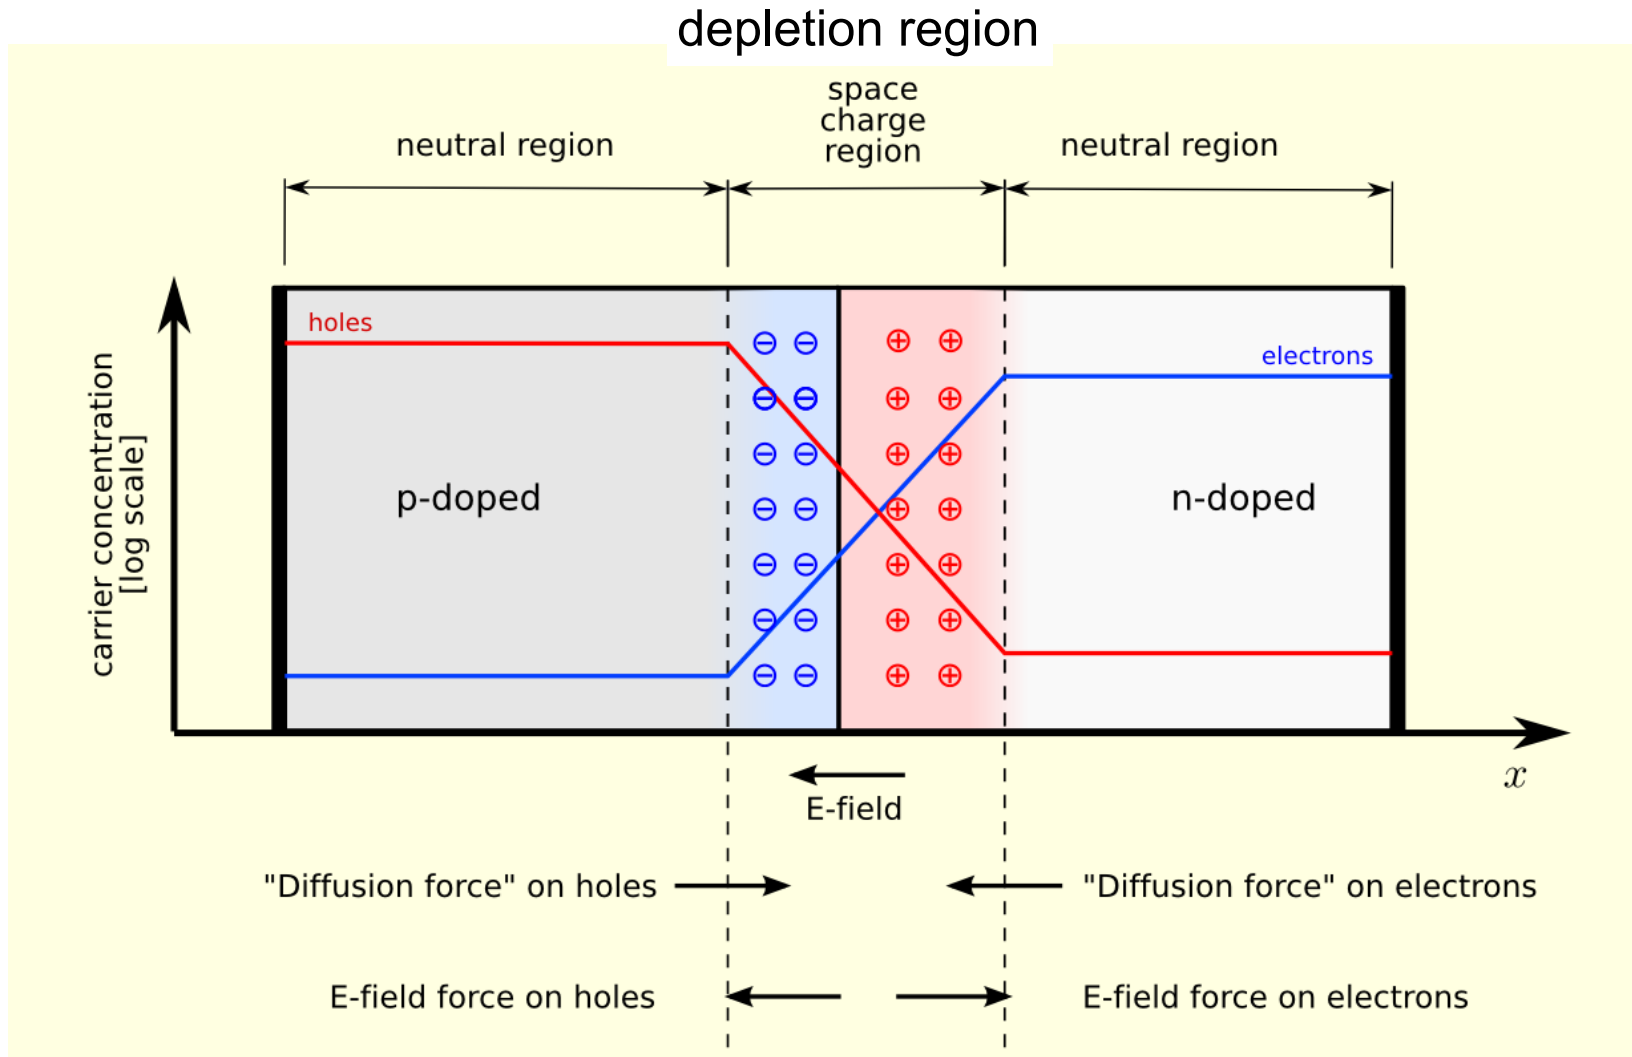 depletion region
space
charge
region
neutral region
neutral region
holes
electrons
carrier concentration
[log scale]
p-doped
n-doped
x
E-field
"Diffusion force" on holes
"Diffusion force" on electrons
E-field force on holes
E-field force on electrons